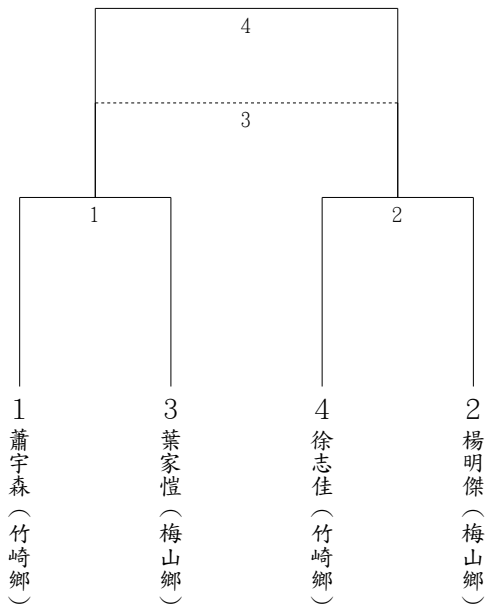 4
3
1
2
1 蕭宇森（竹崎鄉）
3 葉家愷（梅山鄉）
4 徐志佳（竹崎鄉）
2 楊明傑（梅山鄉）